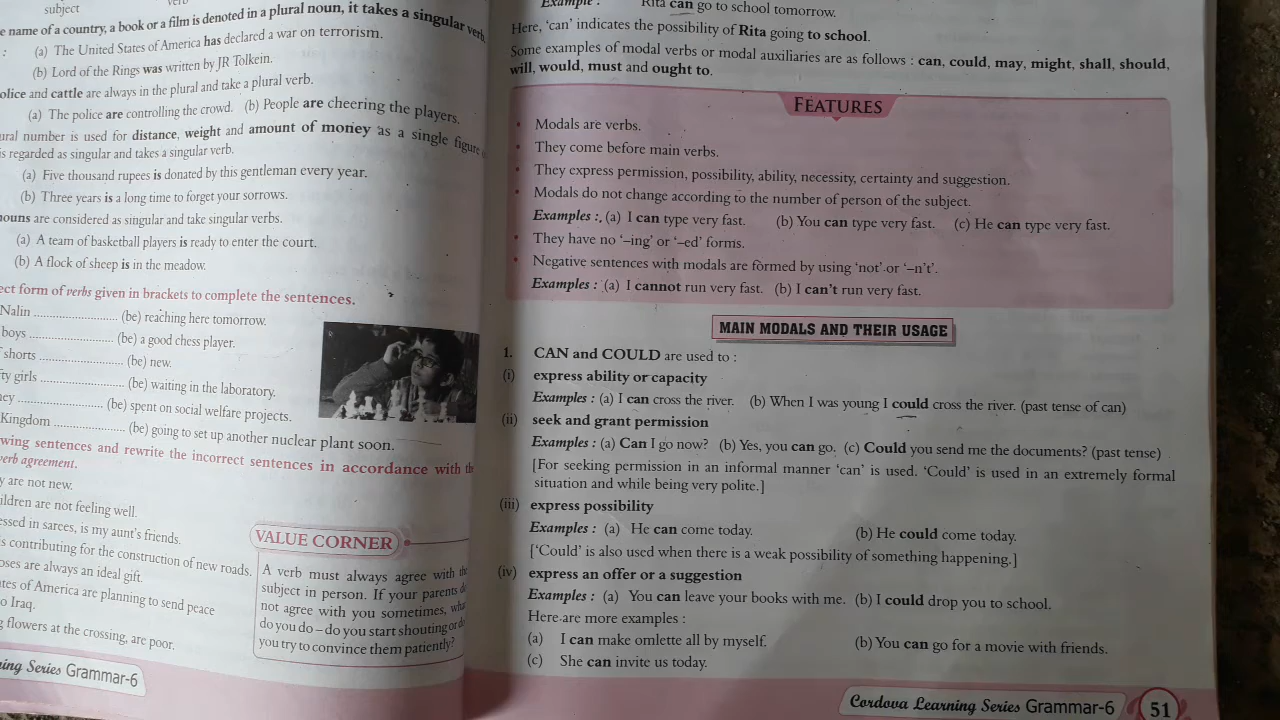 subject
verb
name of a country, a book or a film is denoted in a plural noun, it takes a singular verb.
: (a) The United States of America has declared a war on terrorism.
(b) Lord of the Rings was written by JR Tolkein.
olice and cattle are always in the plural and take a plural verb.
(a) The police are controlling the crowd. (b) People are cheering the players.
ural number is used for distance, weight and amount of money as a single figure
is regarded as singular and takes a singular verb.
(a) Five thousand rupees is donated by this gentleman every year.
(b) Three years is a long time to forget your sorrows.
nouns are considered as singular and take singular verbs.
(a) A team of basketball players is ready to enter the court.
(b) A flock of sheep is in the meadow.
ect form of verbs given in brackets to complete the sentences.
Nalin ........................ (be) reaching here tomorrow.
boys ........................ (be) a good chess player.
shorts ........................ (be) new.
ty girls ........................ (be) waiting in the laboratory.
ey ........................ (be) spent on social welfare projects.
Kingdom ........................ (be) going to set up another nuclear plant soon.
wing sentences and rewrite the incorrect sentences in accordance with the
verb agreement.
y are not new.
ildren are not feeling well.
essed in sarees, is my aunt's friends.
s contributing for the construction of new roads.
oses are always an ideal gift.
tes of America are planning to send peace
o Iraq.
g flowers at the crossing, are poor.
VALUE CORNER
A verb must always agree with the
subject in person. If your parents do
not agree with you sometimes, what
do you do – do you start shouting or do
you try to convince them patiently?
ning Series Grammar-6
Example : Rita can go to school tomorrow.
Here, 'can' indicates the possibility of Rita going to school.
Some examples of modal verbs or modal auxiliaries are as follows : can, could, may, might, shall, should,
will, would, must and ought to.
FEATURES
• Modals are verbs.
• They come before main verbs.
• They express permission, possibility, ability, necessity, certainty and suggestion.
• Modals do not change according to the number of person of the subject.
Examples :, (a) I can type very fast. (b) You can type very fast. (c) He can type very fast.
• They have no '–ing' or '–ed' forms.
• Negative sentences with modals are formed by using 'not' or '–n't'.
Examples : (a) I cannot run very fast. (b) I can't run very fast.
MAIN MODALS AND THEIR USAGE
1. CAN and COULD are used to :
(i) express ability or capacity
Examples : (a) I can cross the river. (b) When I was young I could cross the river. (past tense of can)
(ii) seek and grant permission
Examples : (a) Can I go now? (b) Yes, you can go. (c) Could you send me the documents? (past tense)
[For seeking permission in an informal manner 'can' is used. 'Could' is used in an extremely formal
situation and while being very polite.]
(iii) express possibility
Examples : (a) He can come today. (b) He could come today.
['Could' is also used when there is a weak possibility of something happening.]
(iv) express an offer or a suggestion
Examples : (a) You can leave your books with me. (b) I could drop you to school.
Here are more examples :
(a) I can make omlette all by myself. (b) You can go for a movie with friends.
(c) She can invite us today.
Cordova Learning Series Grammar-6 51